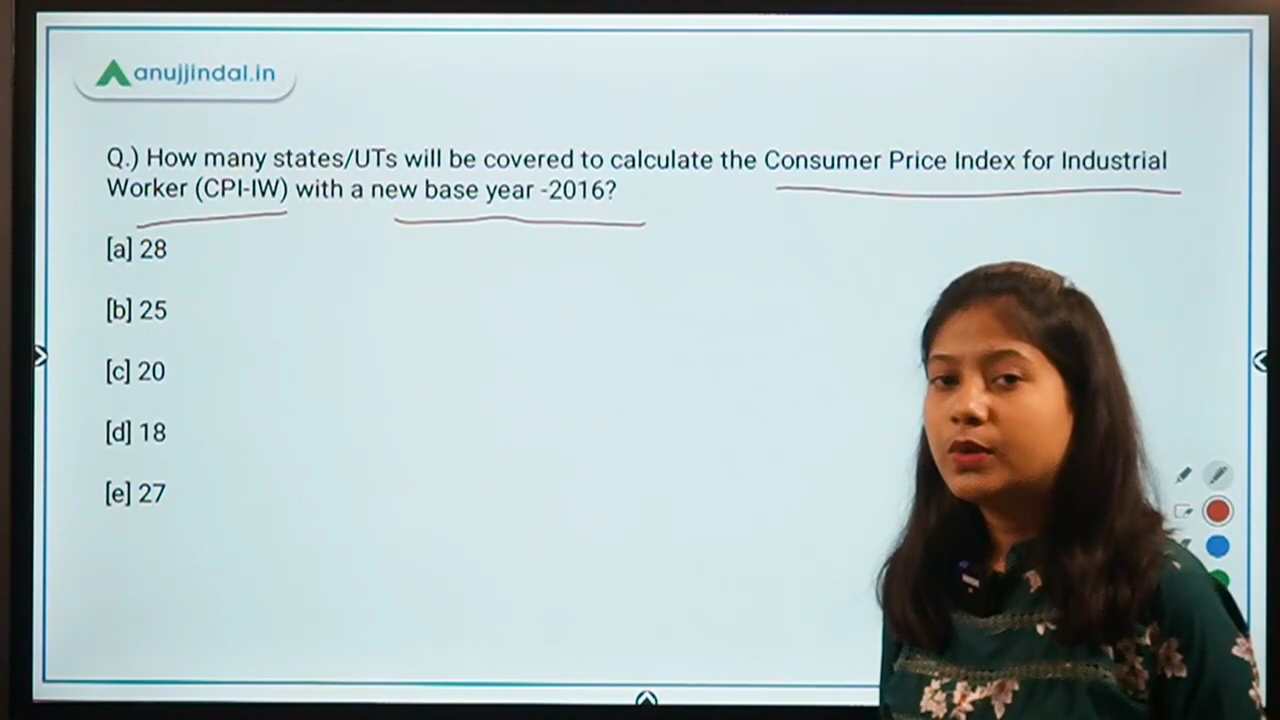 anujjindal.in
Q.) How many states/UTs will be covered to calculate the Consumer Price Index for Industrial
Worker (CPI-IW) with a new base year -2016?
[a] 28
[b] 25
[c] 20
[d] 18
[e] 27